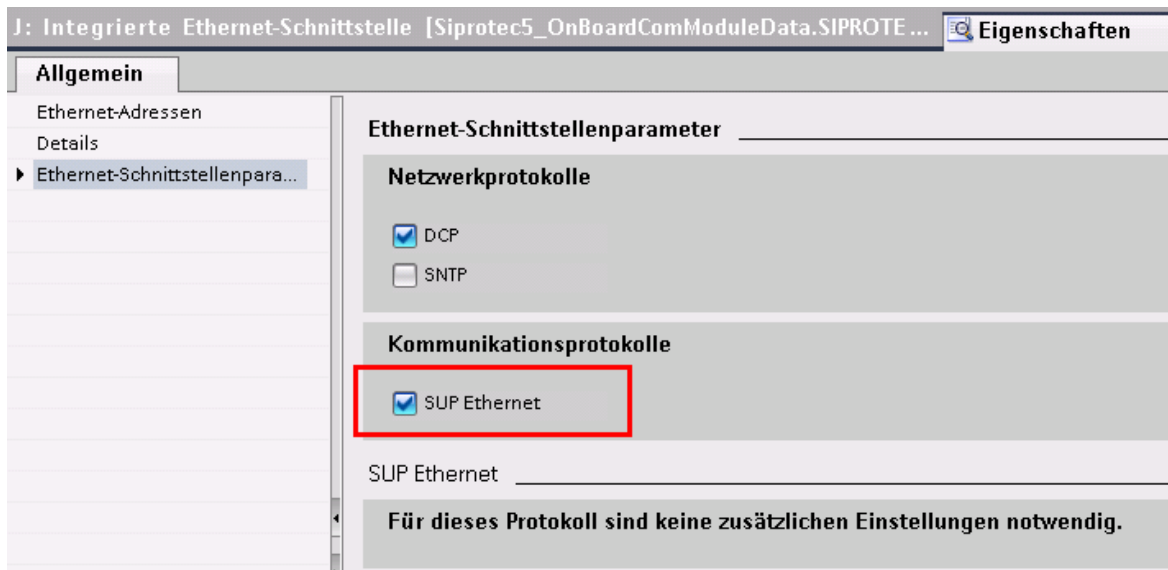 J: Integrierte Ethernet-Schnittstelle [Siprotec5_OnBoardComModuleData.SIPROTE...
Eigenschaften
Allgemein
Ethernet-Adressen
Details
Ethernet-Schnittstellenpara...
Ethernet-Schnittstellenparameter
Netzwerkprotokolle
DCP
SNTP
Kommunikationsprotokolle
SUP Ethernet
SUP Ethernet
Für dieses Protokoll sind keine zusätzlichen Einstellungen notwendig.